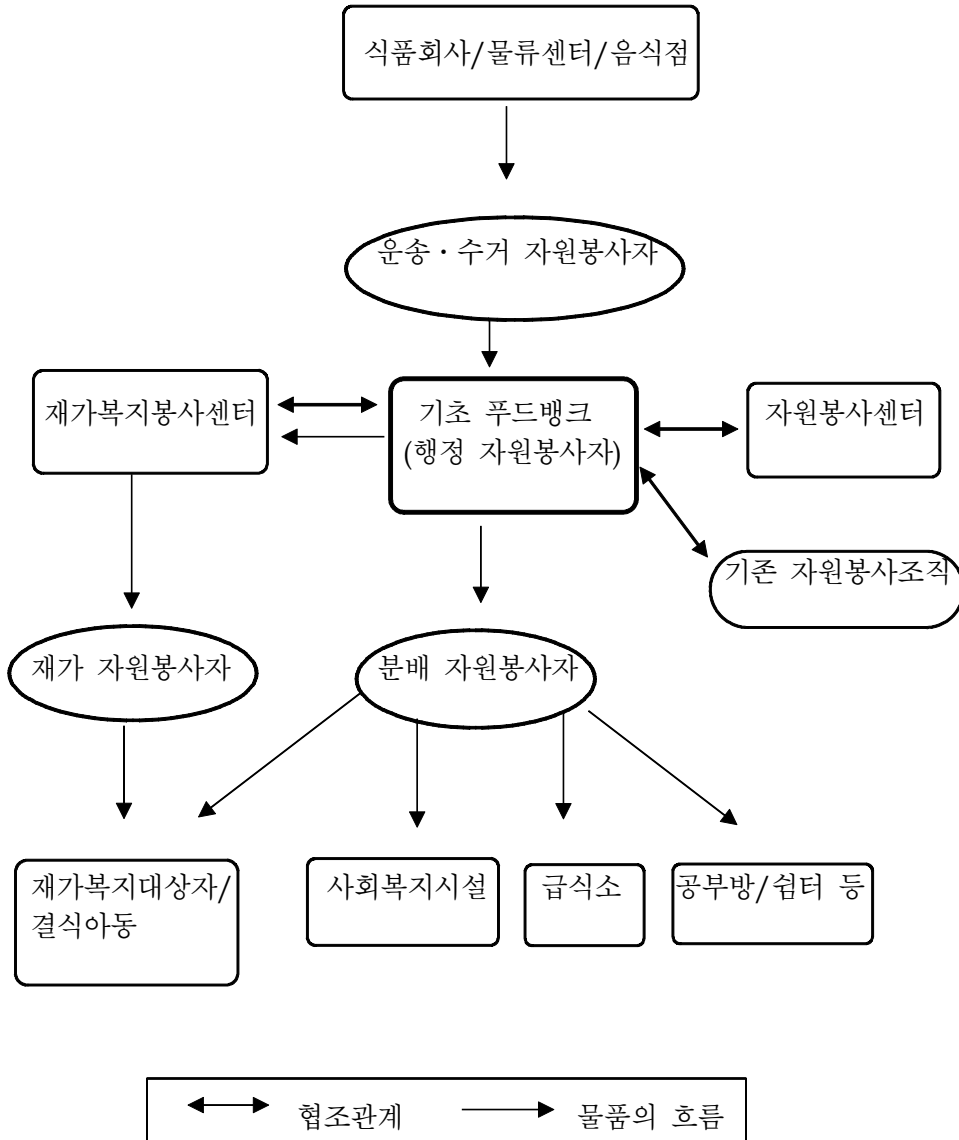 식품회사/물류센터/음식점
운송·수거 자원봉사자
재가복지봉사센터
기초 푸드뱅크
(행정 자원봉사자)
자원봉사센터
기존 자원봉사조직
재가 자원봉사자
분배 자원봉사자
재가복지대상자/
결식아동
사회복지시설
급식소
공부방/쉼터 등
협조관계
물품의 흐름